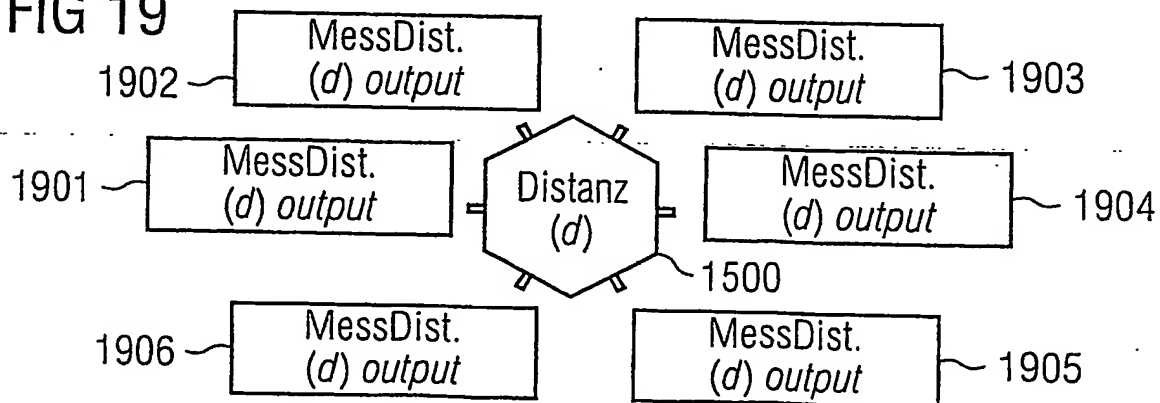 FIG 19
MessDist.
(d) output
1902
MessDist.
(d) output
1903
1901
MessDist.
(d) output
Distanz
(d)
MessDist.
(d) output
1904
1500
1906
MessDist.
(d) output
MessDist.
(d) output
1905